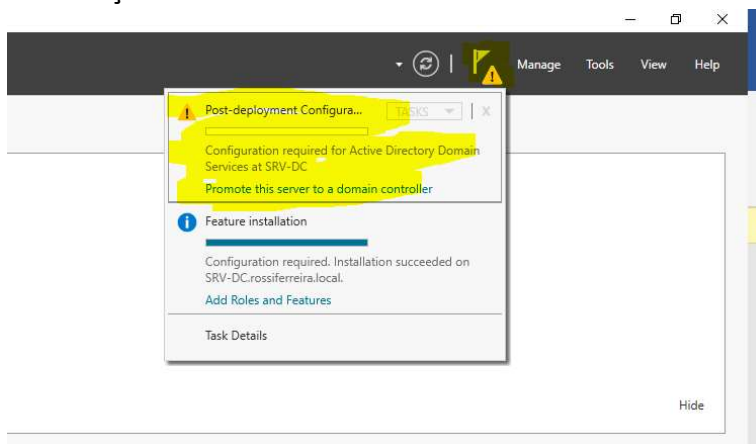 Manage Tools View Help
Post-deployment Configura... TASKS X
Configuration required for Active Directory Domain
Services at SRV-DC
Promote this server to a domain controller
Feature installation
Configuration required. Installation succeeded on
SRV-DC.rossiferreira.local.
Add Roles and Features
Task Details
Hide